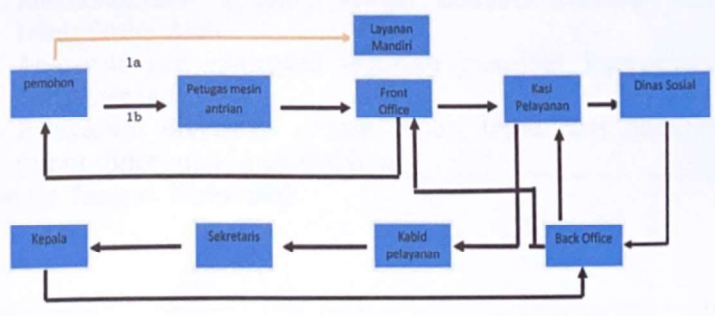 Layanan
Mandiri
1a
pemohon
Petugas mesin
antrian
Front
Office
Kasi
Pelayanan
Dinas Sosial
1b
Kepala
Sekretaris
Kabid
pelayanan
Back Office